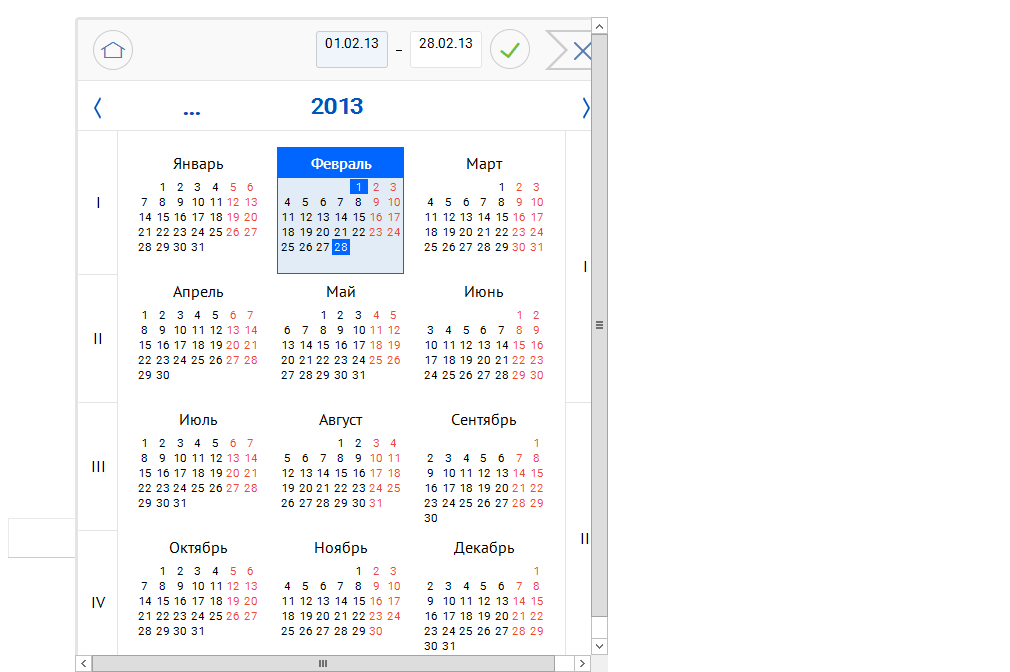 01.02.13 – 28.02.13
... 2013
I
Январь
1 2 3 4 5 6
7 8 9 10 11 12 13
14 15 16 17 18 19 20
21 22 23 24 25 26 27
28 29 30 31
Февраль
1 2 3
4 5 6 7 8 9 10
11 12 13 14 15 16 17
18 19 20 21 22 23 24
25 26 27 28
Март
1 2 3
4 5 6 7 8 9 10
11 12 13 14 15 16 17
18 19 20 21 22 23 24
25 26 27 28 29 30 31
I
II
Апрель
1 2 3 4 5 6 7
8 9 10 11 12 13 14
15 16 17 18 19 20 21
22 23 24 25 26 27 28
29 30
Май
1 2 3 4 5
6 7 8 9 10 11 12
13 14 15 16 17 18 19
20 21 22 23 24 25 26
27 28 29 30 31
Июнь
1 2
3 4 5 6 7 8 9
10 11 12 13 14 15 16
17 18 19 20 21 22 23
24 25 26 27 28 29 30
III
Июль
1 2 3 4 5 6 7
8 9 10 11 12 13 14
15 16 17 18 19 20 21
22 23 24 25 26 27 28
29 30 31
Август
1 2 3 4
5 6 7 8 9 10 11
12 13 14 15 16 17 18
19 20 21 22 23 24 25
26 27 28 29 30 31
Сентябрь
1
2 3 4 5 6 7 8
9 10 11 12 13 14 15
16 17 18 19 20 21 22
23 24 25 26 27 28 29
30
II
IV
Октябрь
1 2 3 4 5 6
7 8 9 10 11 12 13
14 15 16 17 18 19 20
21 22 23 24 25 26 27
28 29 30 31
Ноябрь
1 2 3
4 5 6 7 8 9 10
11 12 13 14 15 16 17
18 19 20 21 22 23 24
25 26 27 28 29 30
Декабрь
1
2 3 4 5 6 7 8
9 10 11 12 13 14 15
16 17 18 19 20 21 22
23 24 25 26 27 28 29
30 31